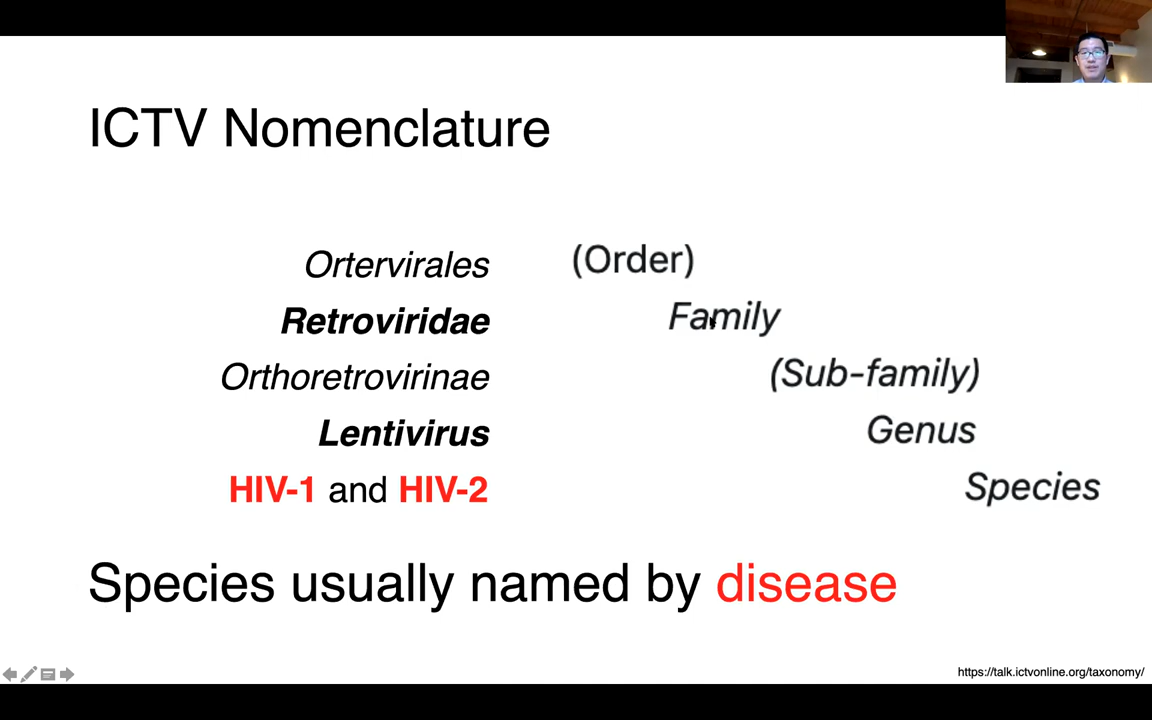 ICTV Nomenclature
Ortervirales (Order)
Retroviridae Family
Orthoretrovirinae (Sub-family)
Lentivirus Genus
HIV-1 and HIV-2 Species
Species usually named by disease
https://talk.ictvonline.org/taxonomy/